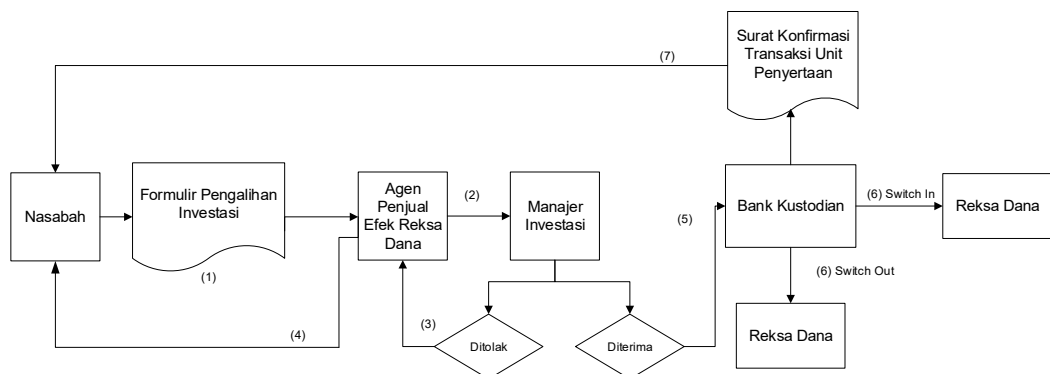 Surat Konfirmasi
Transaksi Unit
Penyertaan
(7)
Nasabah
Formulir Pengalihan
Investasi
(1)
Agen
Penjual
Efek Reksa
Dana
(2)
Manajer
Investasi
(5)
Bank Kustodian
(6) Switch In
Reksa Dana
(6) Switch Out
Reksa Dana
(4)
(3)
Ditolak
Diterima